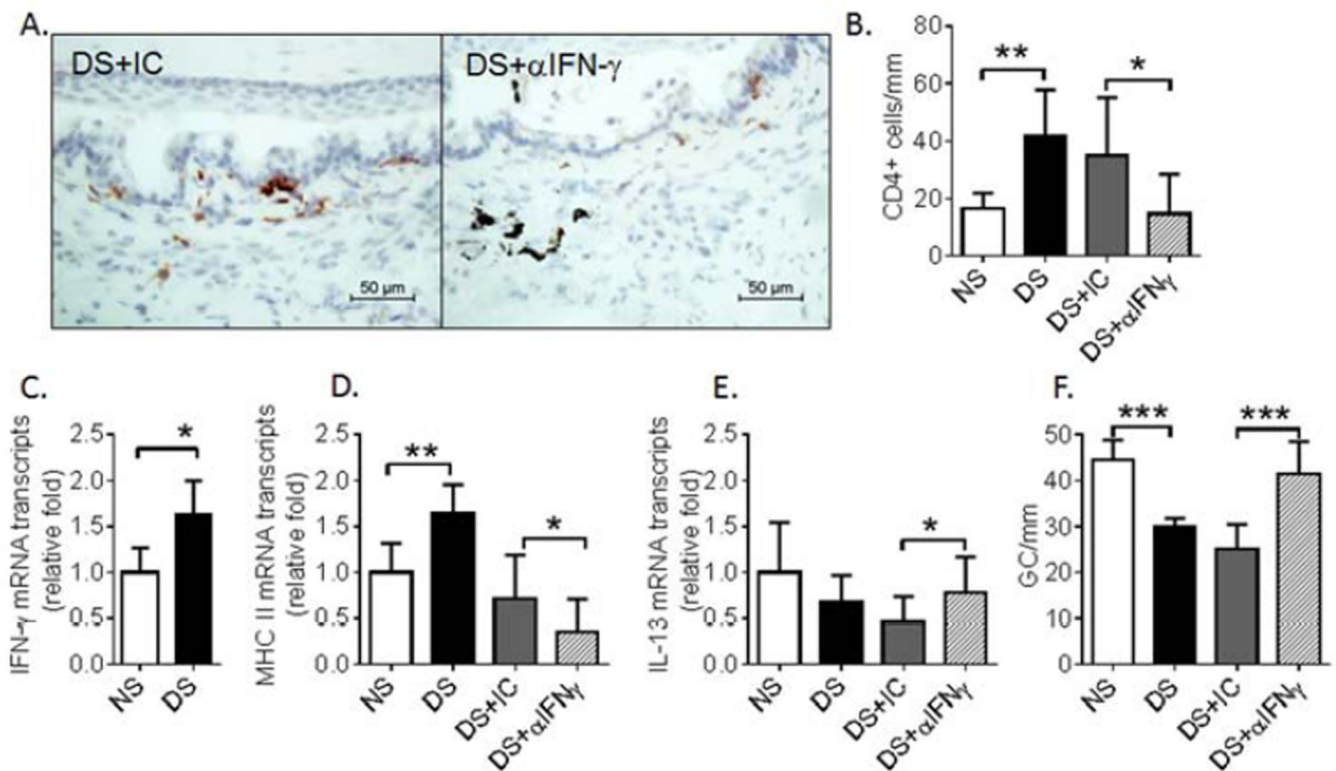 A.
DS+IC
DS+αIFN-γ
50 µm
50 µm
B.
CD4+ cells/mm
80
60
40
20
0
**
*
NS
DS
DS+IC
DS+αIFNγ
C.
IFN-γ mRNA transcripts
(relative fold)
2.5
2.0
1.5
1.0
0.5
0.0
*
NS
DS
D.
MHC II mRNA transcripts
(relative fold)
2.5
2.0
1.5
1.0
0.5
0.0
**
*
NS
DS
DS+IC
DS+αIFNγ
E.
IL-13 mRNA transcripts
(relative fold)
2.5
2.0
1.5
1.0
0.5
0.0
*
NS
DS
DS+IC
DS+αIFNγ
F.
GC/mm
50
40
30
20
10
0
***
***
NS
DS
DS+IC
DS+αIFNγ